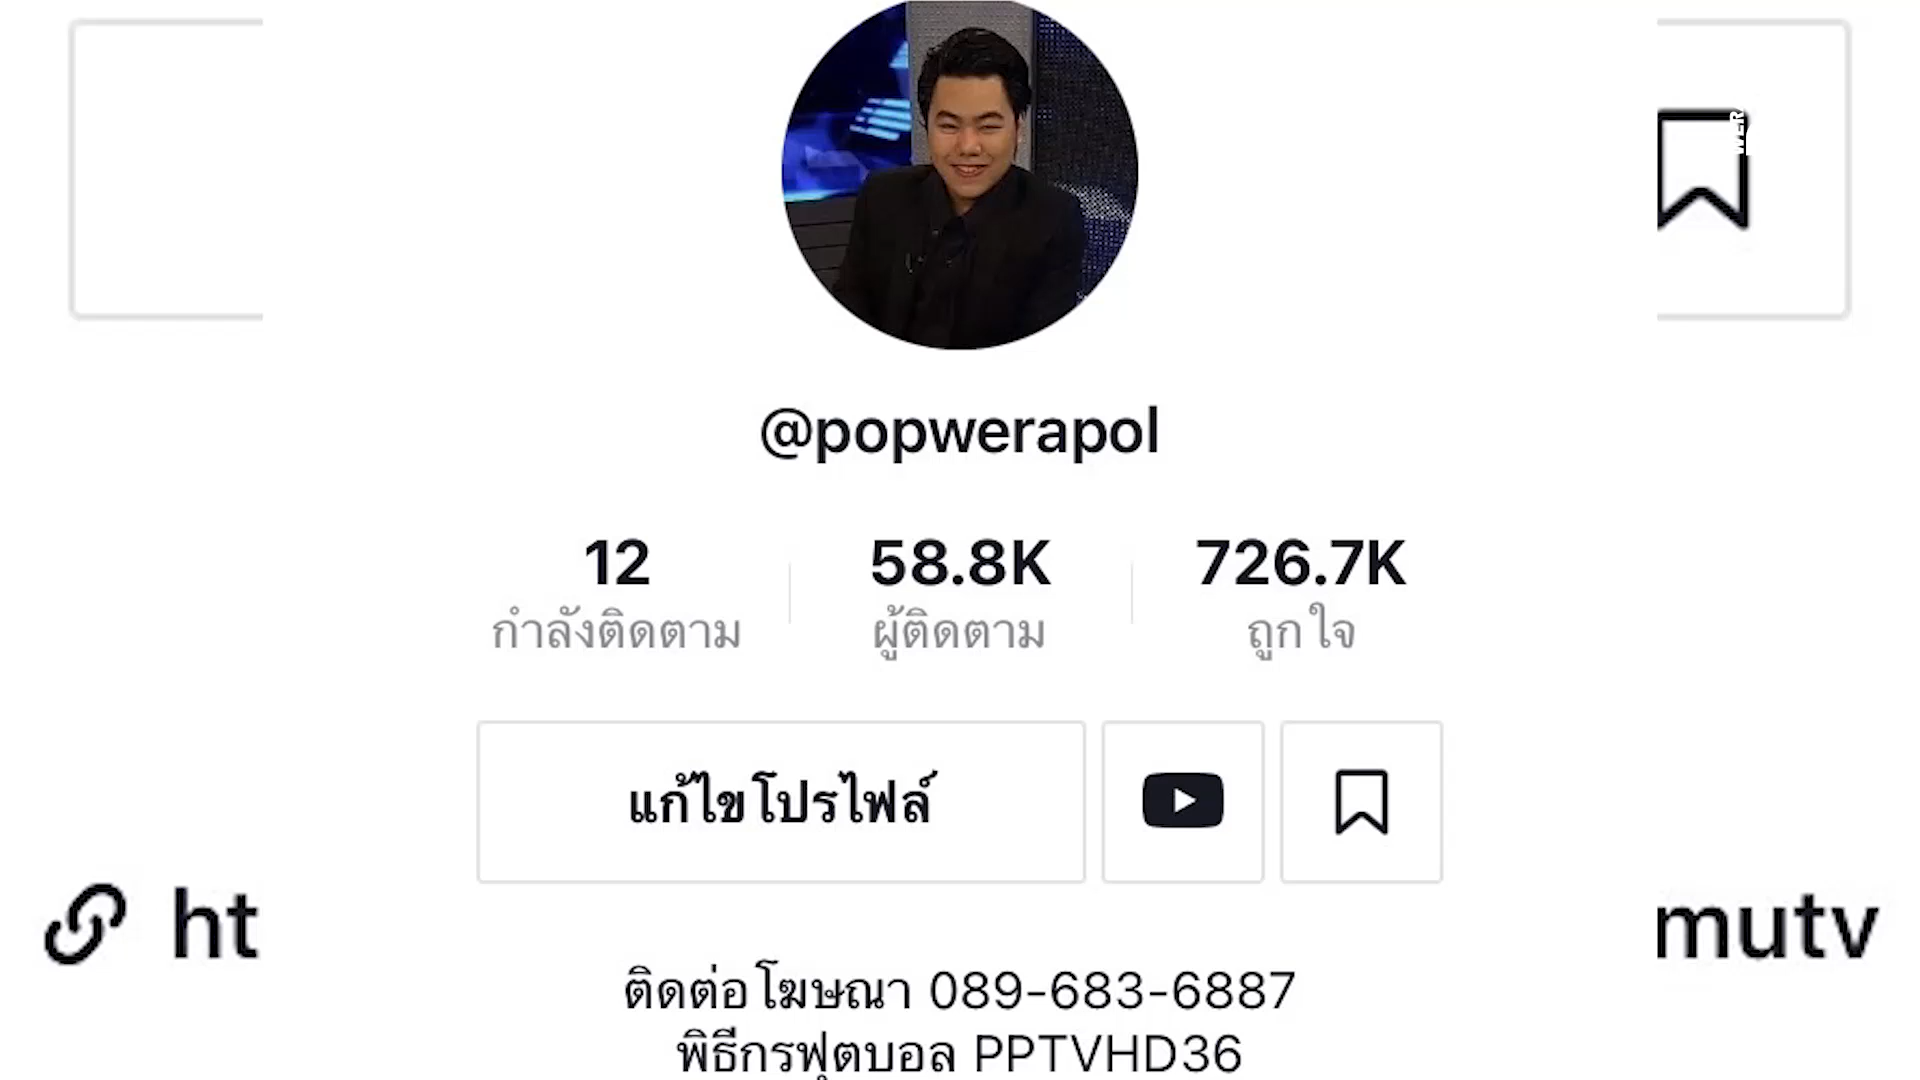 @popwerapol
12 58.8K 726.7K
กำลังติดตาม ผู้ติดตาม ถูกใจ
แก้ไขโปรไฟล์
ht mutv
ติดต่อโฆษณา 089-683-6887
พิธีกรฟุตบอล PPTVHD36